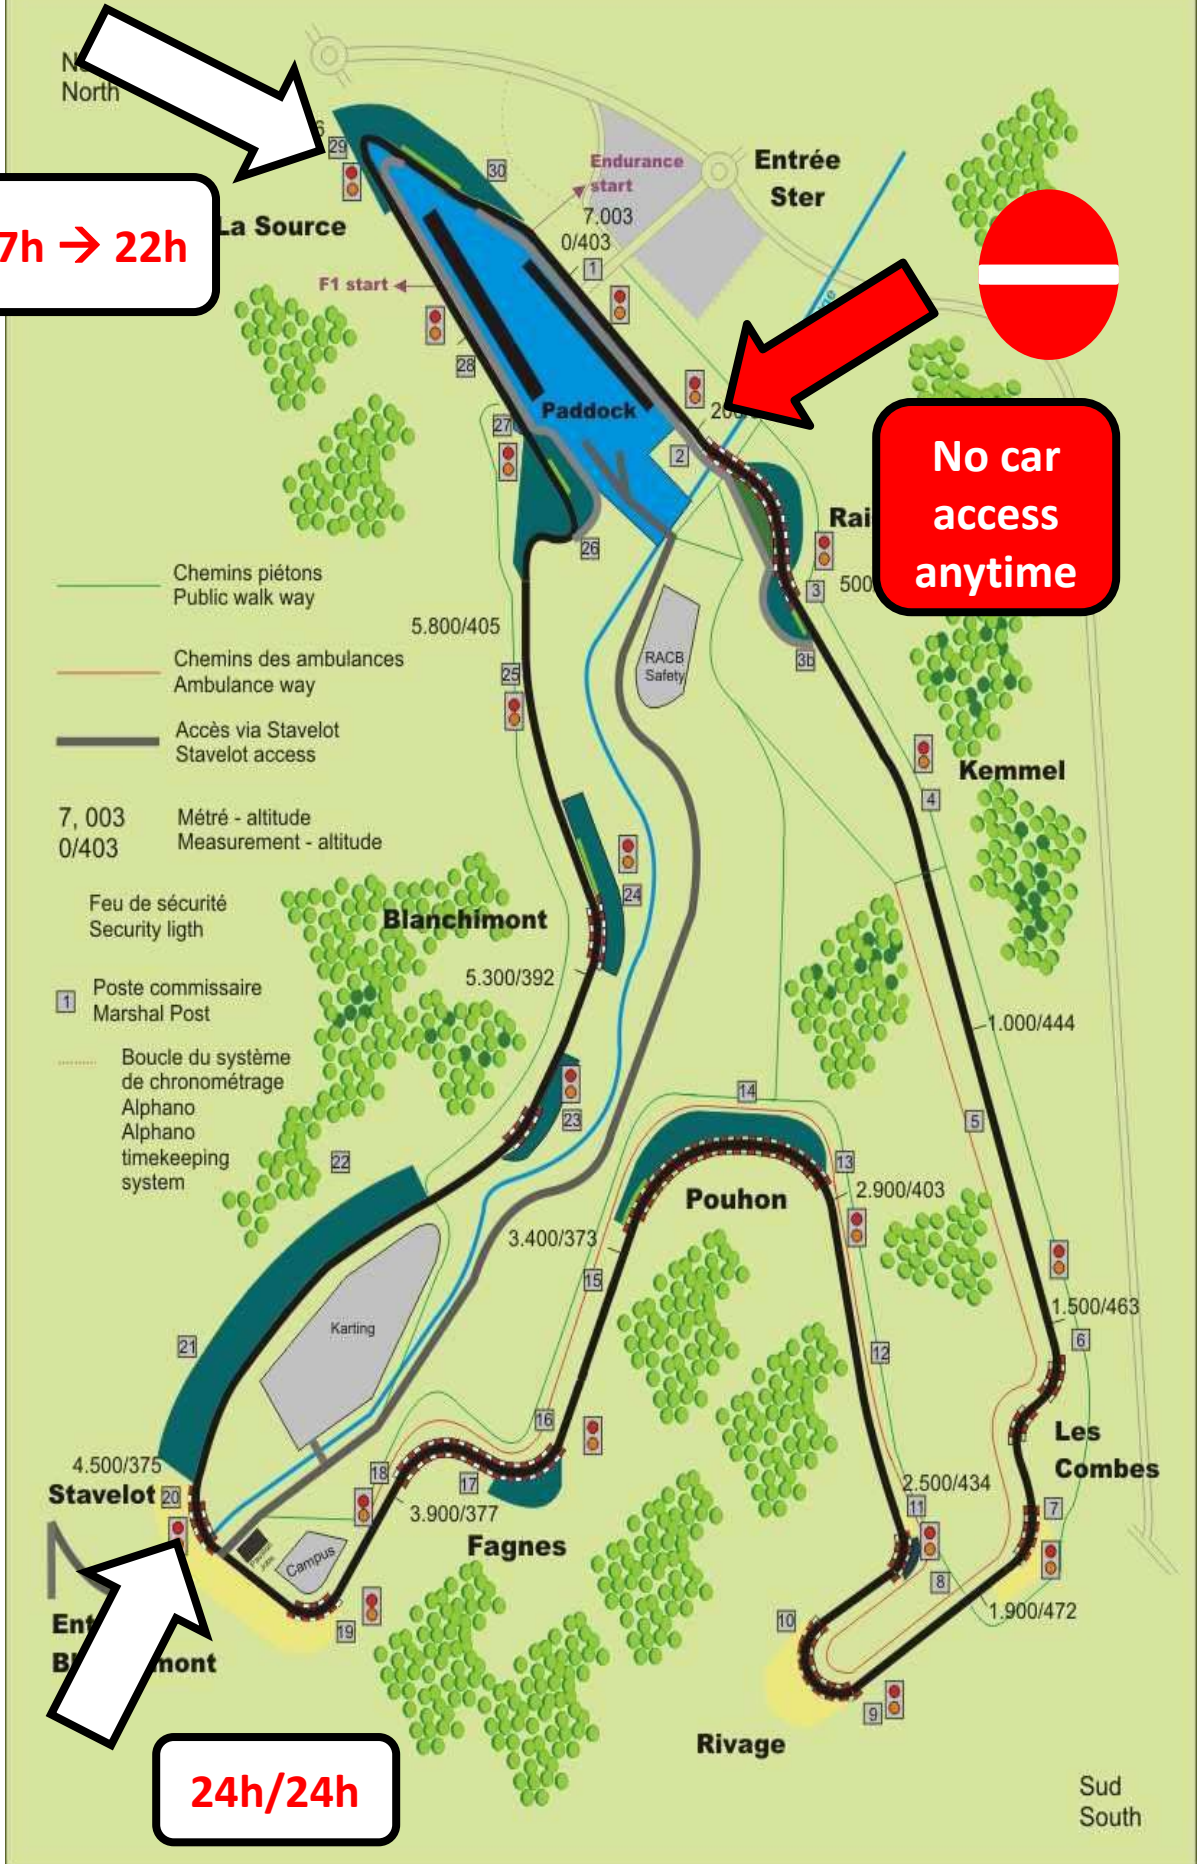 North
29
30
Endurance
start
Entrée
Ster
7.003
0/403
La Source
7h → 22h
F1 start
1
28
27
Paddock
2
No car
access
anytime
26
3
500
3b
Chemins piétons
Public walk way
5.800/405
RACB
Safety
Chemins des ambulances
Ambulance way
25
Accès via Stavelot
Stavelot access
Kemmel
4
7, 003
0/403
Métré - altitude
Measurement - altitude
Feu de sécurité
Security ligth
24
Blanchimont
5.300/392
1
Poste commissaire
Marshal Post
1.000/444
Boucle du système
de chronométrage
Alphano
Alphano
timekeeping
system
14
5
23
22
13
Pouhon
2.900/403
3.400/373
15
1.500/463
Karting
6
21
12
16
Les
Combes
4.500/375
18
17
2.500/434
Stavelot
20
3.900/377
11
7
Fagnes
Campus
8
10
1.900/472
19
9
Rivage
24h/24h
Sud
South